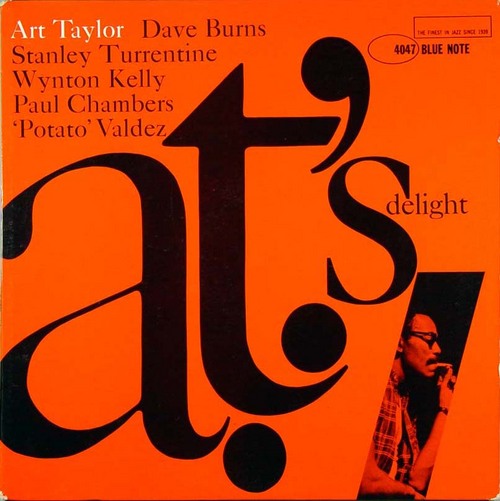 Art Taylor Dave Burns
Stanley Turrentine
Wynton Kelly
Paul Chambers
'Potato' Valdez
THE FINEST IN JAZZ SINCE 1939
4047 BLUE NOTE
a.t.'s
delight